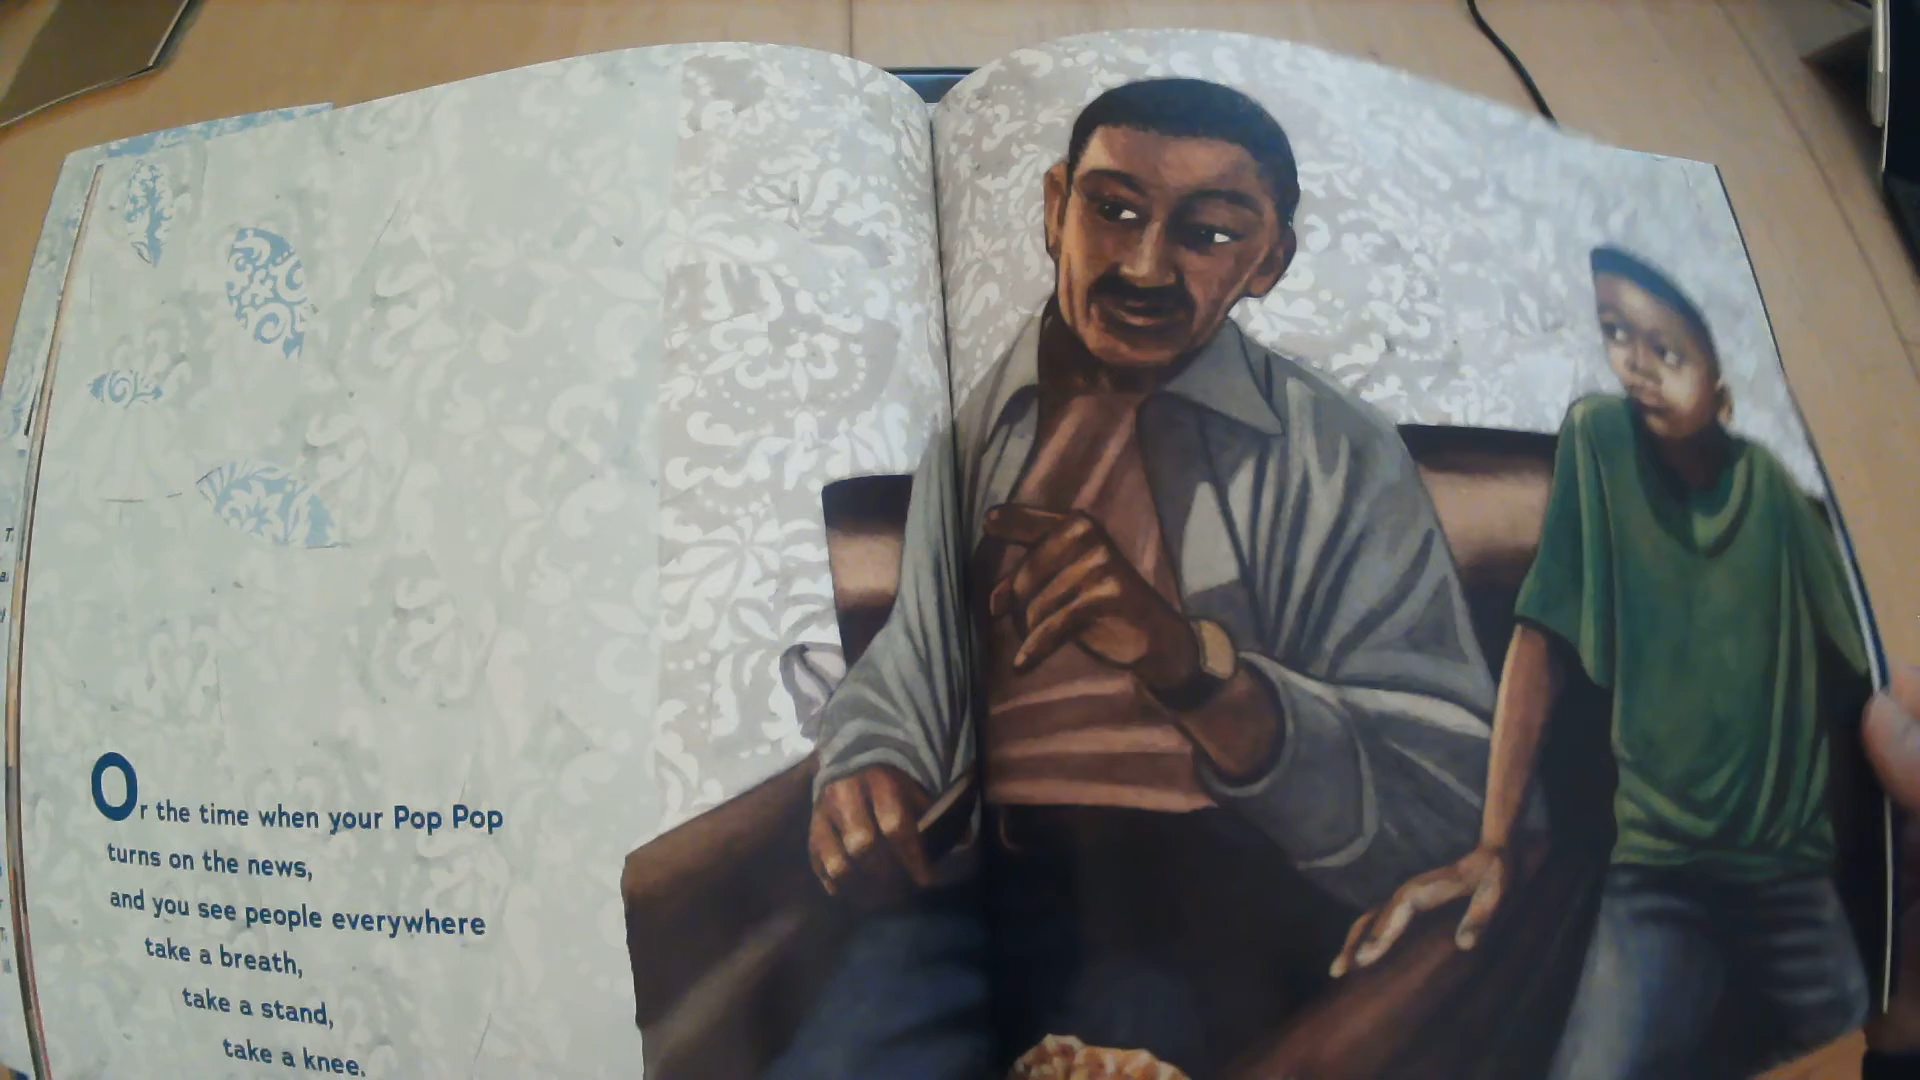 Or the time when your Pop Pop
turns on the news,
and you see people everywhere
take a breath,
take a stand,
take a knee.